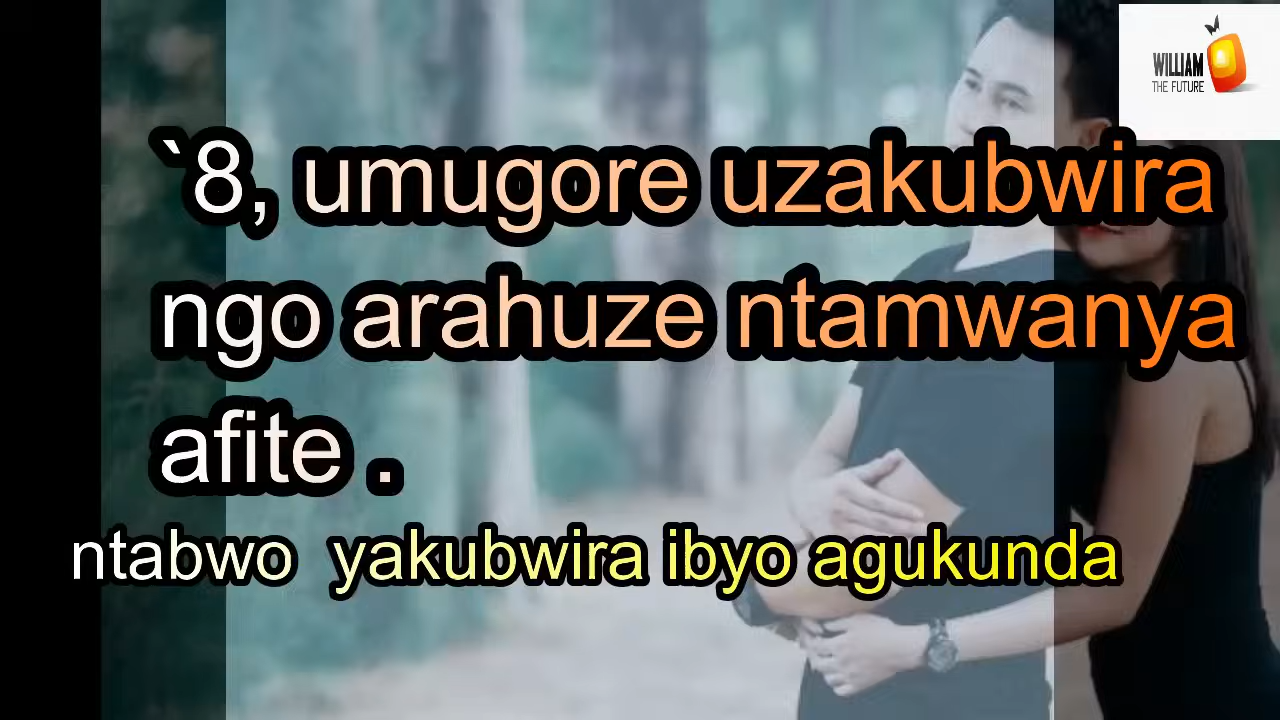 WILLIAM
THE FUTURE
`8, umugore uzakubwira
ngo arahuze ntamwanya
afite .
ntabwo yakubwira ibyo agukunda